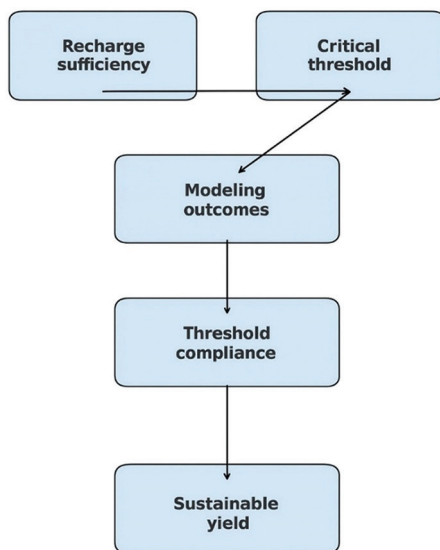 Recharge
sufficiency
Critical
threshold
Modeling
outcomes
Threshold
compliance
Sustainable
yield